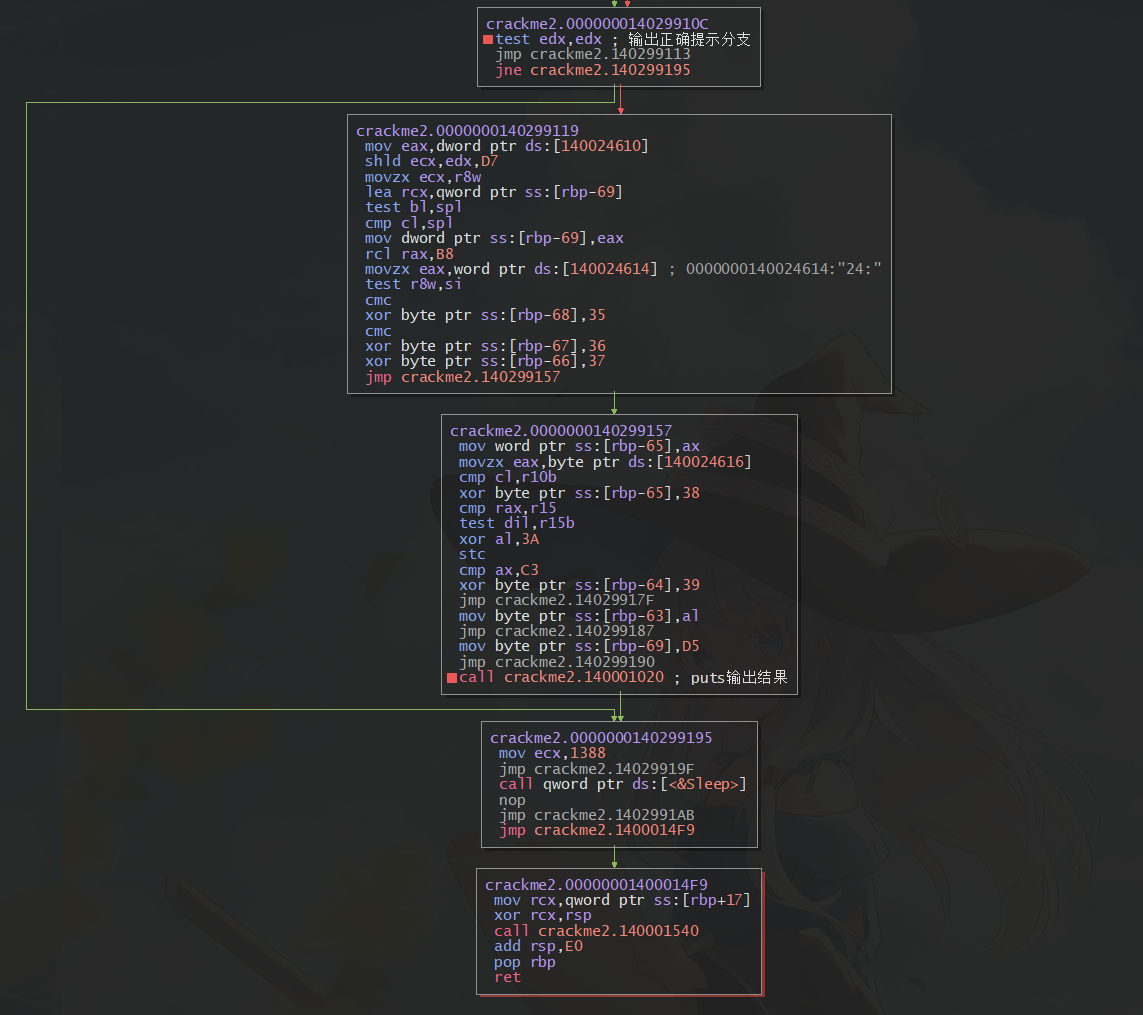 crackme2.000000014029910C
test edx,edx ; 输出正确提示分支
jmp crackme2.140299113
jne crackme2.140299195
crackme2.0000000140299119
mov eax,dword ptr ds:[140024610]
shld ecx,edx,D7
movzx ecx,r8w
lea rcx,qword ptr ss:[rbp-69]
test bl,spl
cmp cl,spl
mov dword ptr ss:[rbp-69],eax
rcl rax,B8
movzx eax,word ptr ds:[140024614] ; 0000000140024614:"24:"
test r8w,si
cmc
xor byte ptr ss:[rbp-68],35
cmc
xor byte ptr ss:[rbp-67],36
xor byte ptr ss:[rbp-66],37
jmp crackme2.140299157
crackme2.0000000140299157
mov word ptr ss:[rbp-65],ax
movzx eax,byte ptr ds:[140024616]
cmp cl,r10b
xor byte ptr ss:[rbp-65],38
cmp rax,r15
test dil,r15b
xor al,3A
stc
cmp ax,C3
xor byte ptr ss:[rbp-64],39
jmp crackme2.14029917F
mov byte ptr ss:[rbp-63],al
jmp crackme2.140299187
mov byte ptr ss:[rbp-69],D5
jmp crackme2.140299190
call crackme2.140001020 ; puts输出结果
crackme2.0000000140299195
mov ecx,1388
jmp crackme2.14029919F
call qword ptr ds:[<&Sleep>]
nop
jmp crackme2.1402991AB
jmp crackme2.1400014F9
crackme2.00000001400014F9
mov rcx,qword ptr ss:[rbp+17]
xor rcx,rsp
call crackme2.140001540
add rsp,E0
pop rbp
ret